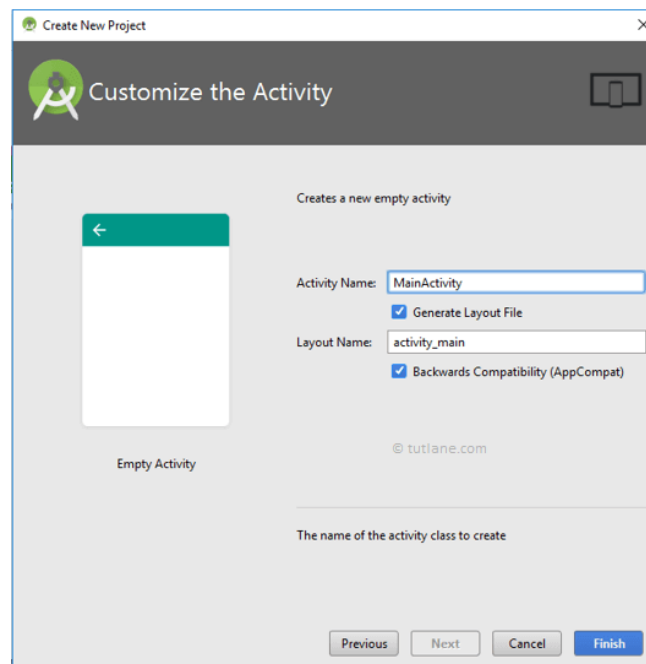 Create New Project
Customize the Activity
Creates a new empty activity
Activity Name: MainActivity
Generate Layout File
Layout Name: activity_main
Backwards Compatibility (AppCompat)
© tutlane.com
Empty Activity
The name of the activity class to create
Previous Next Cancel Finish